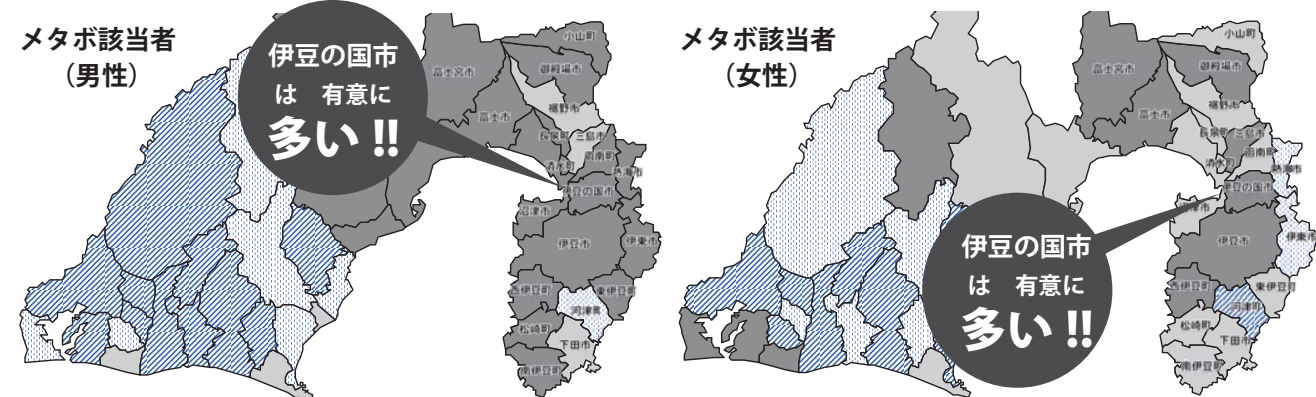 メタボ該当者
（男性）
伊豆の国市
は 有意に
多い !!
小山町
富士宮市
御殿場市
裾野市
富士市
長泉町
三島市
函南町
清水町
熱海市
伊豆の国市
沼津市
伊豆市
伊東市
西伊豆町
東伊豆町
河津町
松崎町
下田市
南伊豆町
メタボ該当者
（女性）
伊豆の国市
は 有意に
多い !!
小山町
富士宮市
御殿場市
裾野市
富士市
長泉町
三島市
函南町
清水町
熱海市
伊豆の国市
沼津市
伊東市
伊豆市
西伊豆町
東伊豆町
河津町
松崎町
下田市
南伊豆町